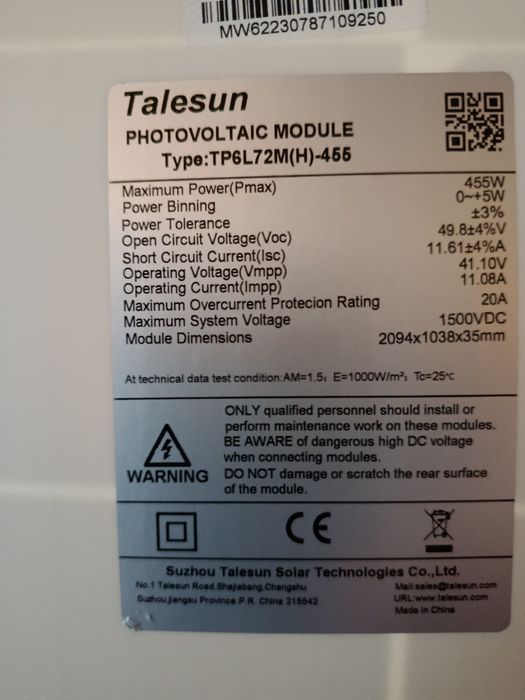 MW62230787109250
Talesun
PHOTOVOLTAIC MODULE
Type:TP6L72M(H)-455
Maximum Power(Pmax) 455W
Power Binning 0~+5W
Power Tolerance ±3%
Open Circuit Voltage(Voc) 49.8±4%V
Short Circuit Current(Isc) 11.61±4%A
Operating Voltage(Vmpp) 41.10V
Operating Current(Impp) 11.08A
Maximum Overcurrent Protecion Rating 20A
Maximum System Voltage 1500VDC
Module Dimensions 2094x1038x35mm
At technical data test condition:AM=1.5; E=1000W/m²; Tc=25℃
ONLY qualified personnel should install or
perform maintenance work on these modules.
BE AWARE of dangerous high DC voltage
when connecting modules.
WARNING DO NOT damage or scratch the rear surface
of the module.
CE
Suzhou Talesun Solar Technologies Co.,Ltd.
No.1 Talesun Road,Shajiabang,Changshu Mail:sales@talesun.com
Suzhou,jiangsu Province,P.R. China 215542 URL:www.talesun.com
Made in China